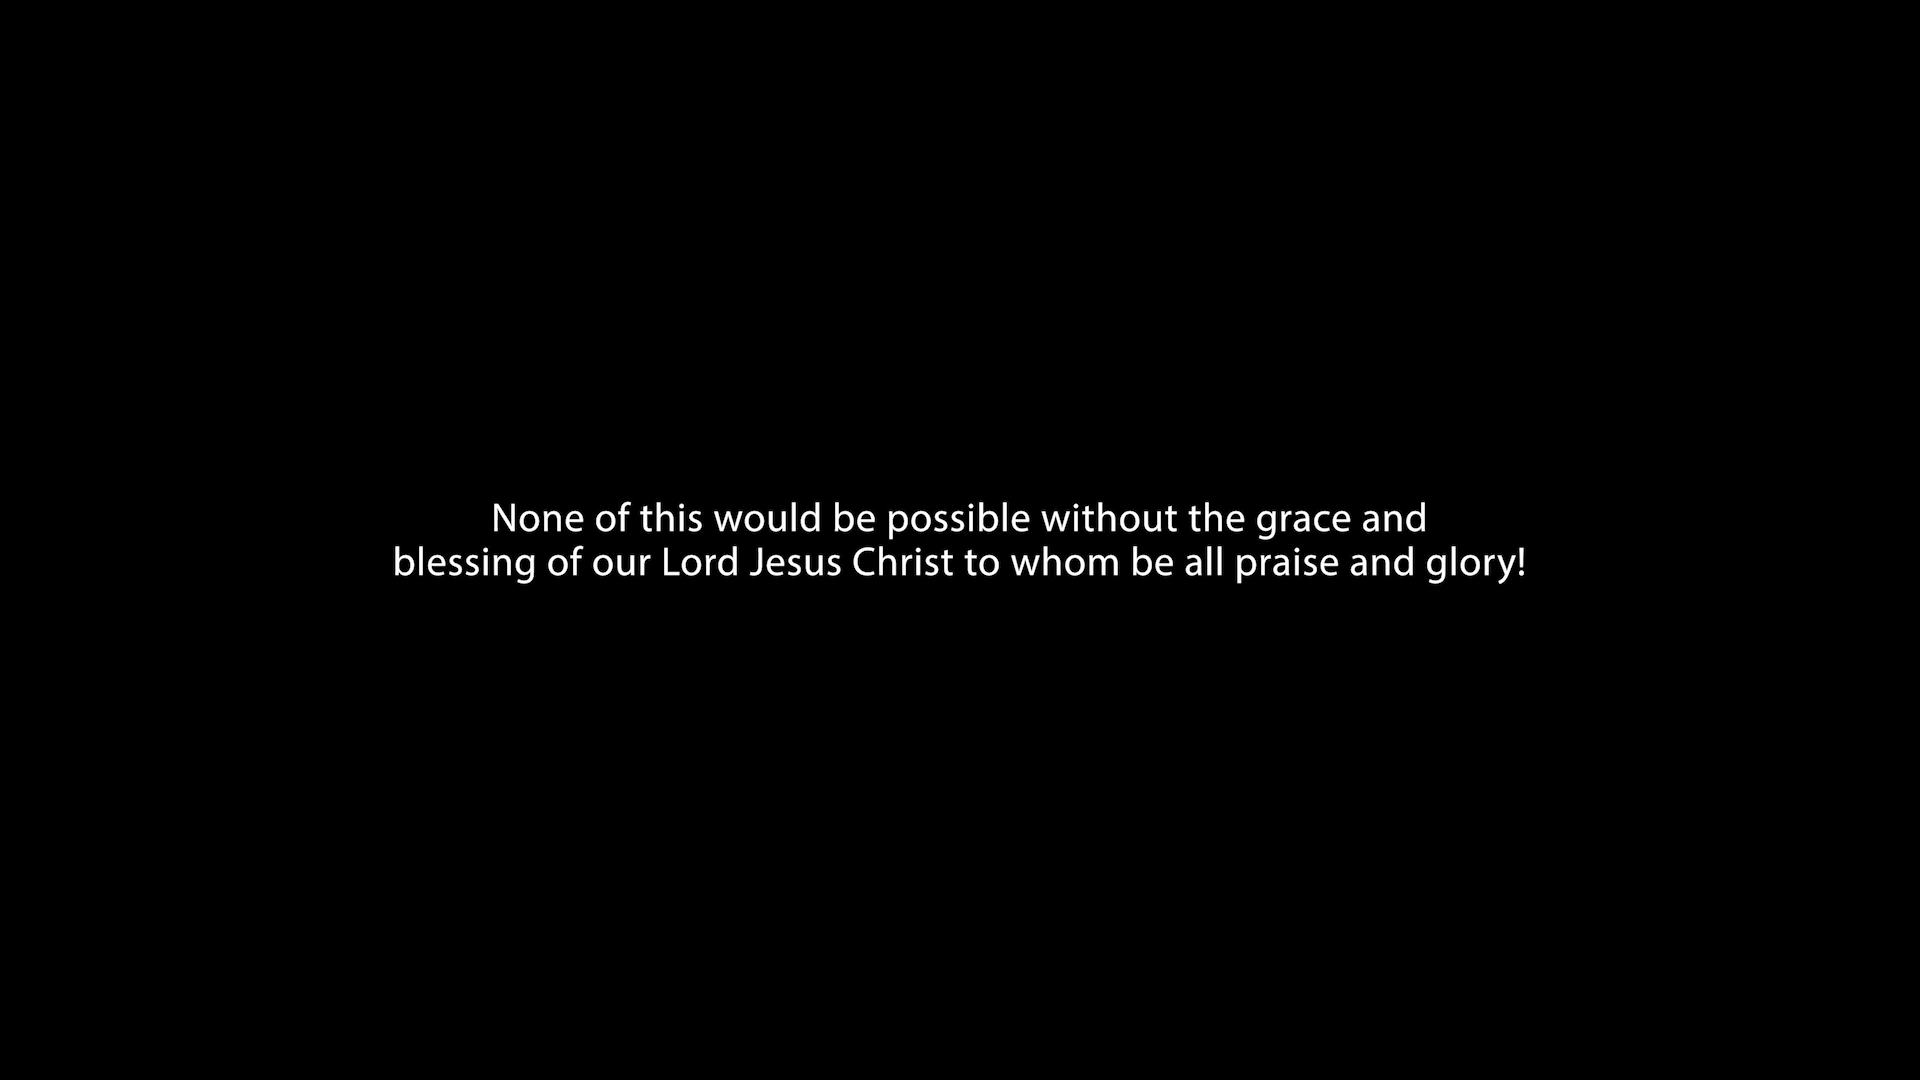 None of this would be possible without the grace and
blessing of our Lord Jesus Christ to whom be all praise and glory!